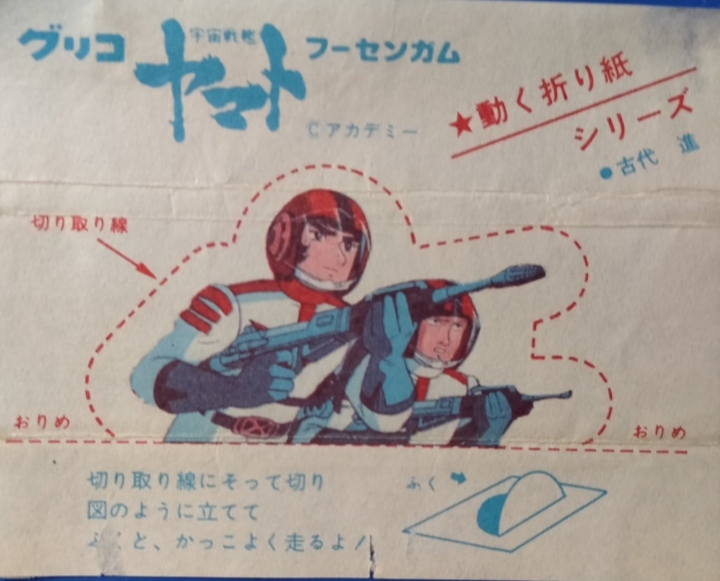 グリコ 宇宙戦艦ヤマト フーセンガム
©アカデミー
★動く折り紙
シリーズ
●古代 進
切り取り線
おりめ
おりめ
切り取り線にそって切り
図のように立てて
ふくと、かっこよく走るよ!
ふく